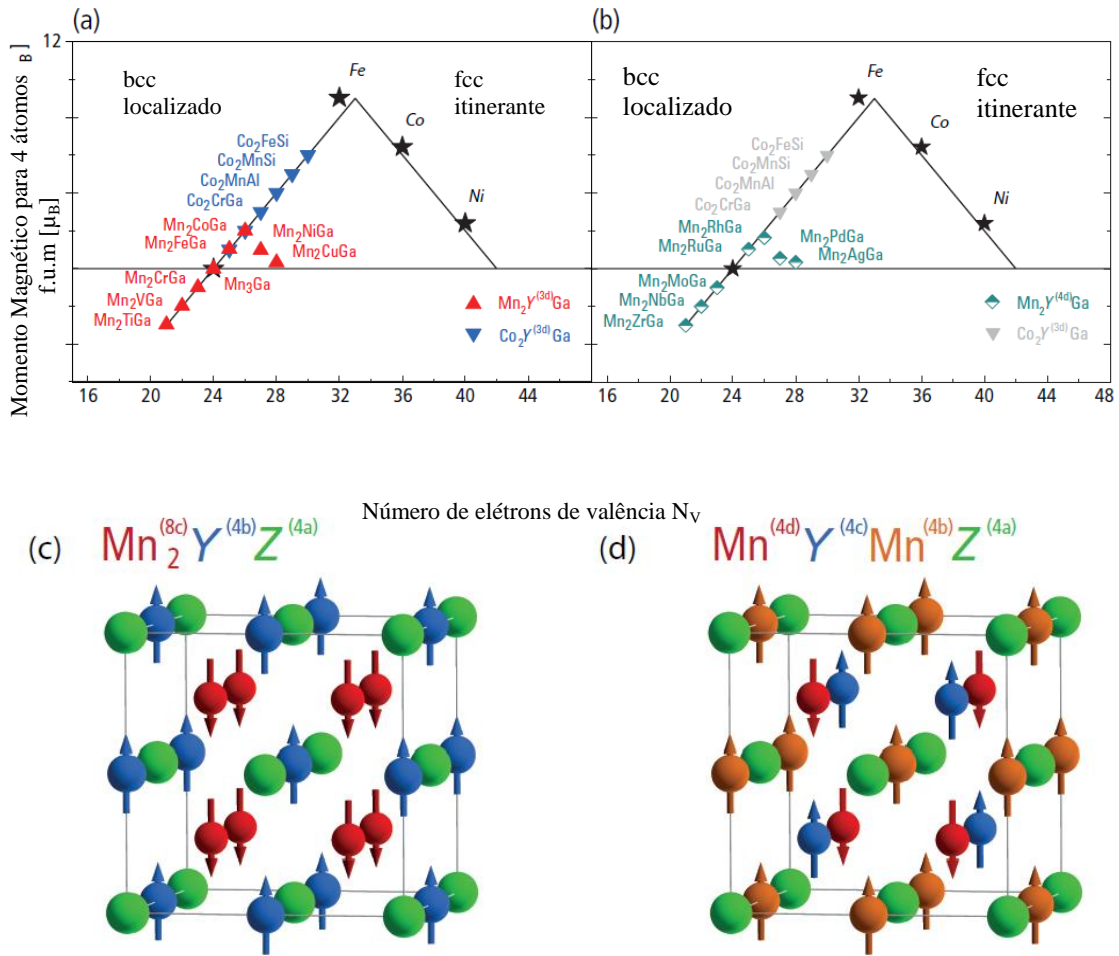 (a)
(b)
12
Momento Magnético para 4 átomos B]
f.u.m [μB]
bcc
localizado
fcc
itinerante
Fe
Co
Ni
Co2FeSi
Co2MnSi
Co2MnAl
Co2CrGa
Mn2CoGa
Mn2FeGa
Mn2NiGa
Mn2CuGa
Mn2CrGa
Mn3Ga
Mn2VGa
Mn2TiGa
Mn2Y(3d)Ga
Co2Y(3d)Ga
16 20 24 28 32 36 40 44
bcc
localizado
fcc
itinerante
Fe
Co
Ni
Co2FeSi
Co2MnSi
Co2MnAl
Co2CrGa
Mn2RhGa
Mn2RuGa
Mn2PdGa
Mn2AgGa
Mn2MoGa
Mn2NbGa
Mn2ZrGa
Mn2Y(4d)Ga
Co2Y(3d)Ga
16 20 24 28 32 36 40 44 48
Número de elétrons de valência NV
(c) Mn2(8c)Y(4b)Z(4a)
(d) Mn(4d)Y(4c)Mn(4b)Z(4a)